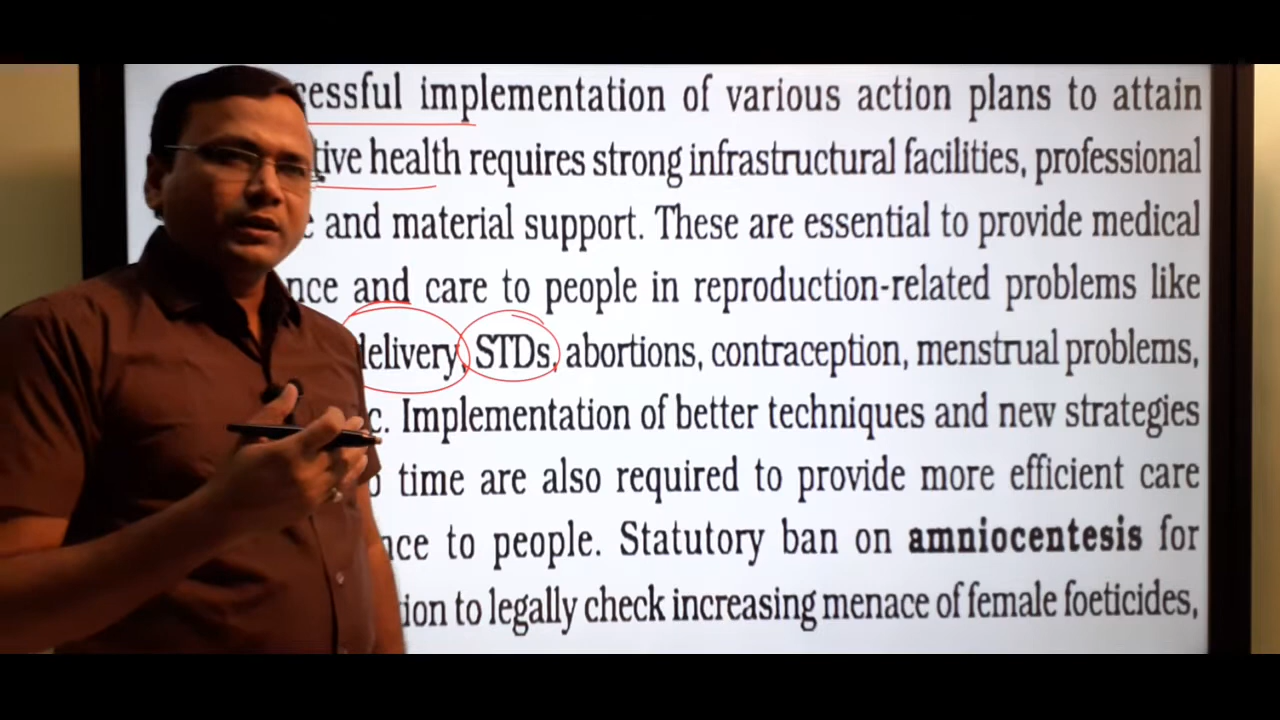 cessful implementation of various action plans to attain
tive health requires strong infrastructural facilities, professional
and material support. These are essential to provide medical
nce and care to people in reproduction-related problems like
delivery, STDs, abortions, contraception, menstrual problems,
c. Implementation of better techniques and new strategies
time are also required to provide more efficient care
nce to people. Statutory ban on amniocentesis for
ion to legally check increasing menace of female foeticides,